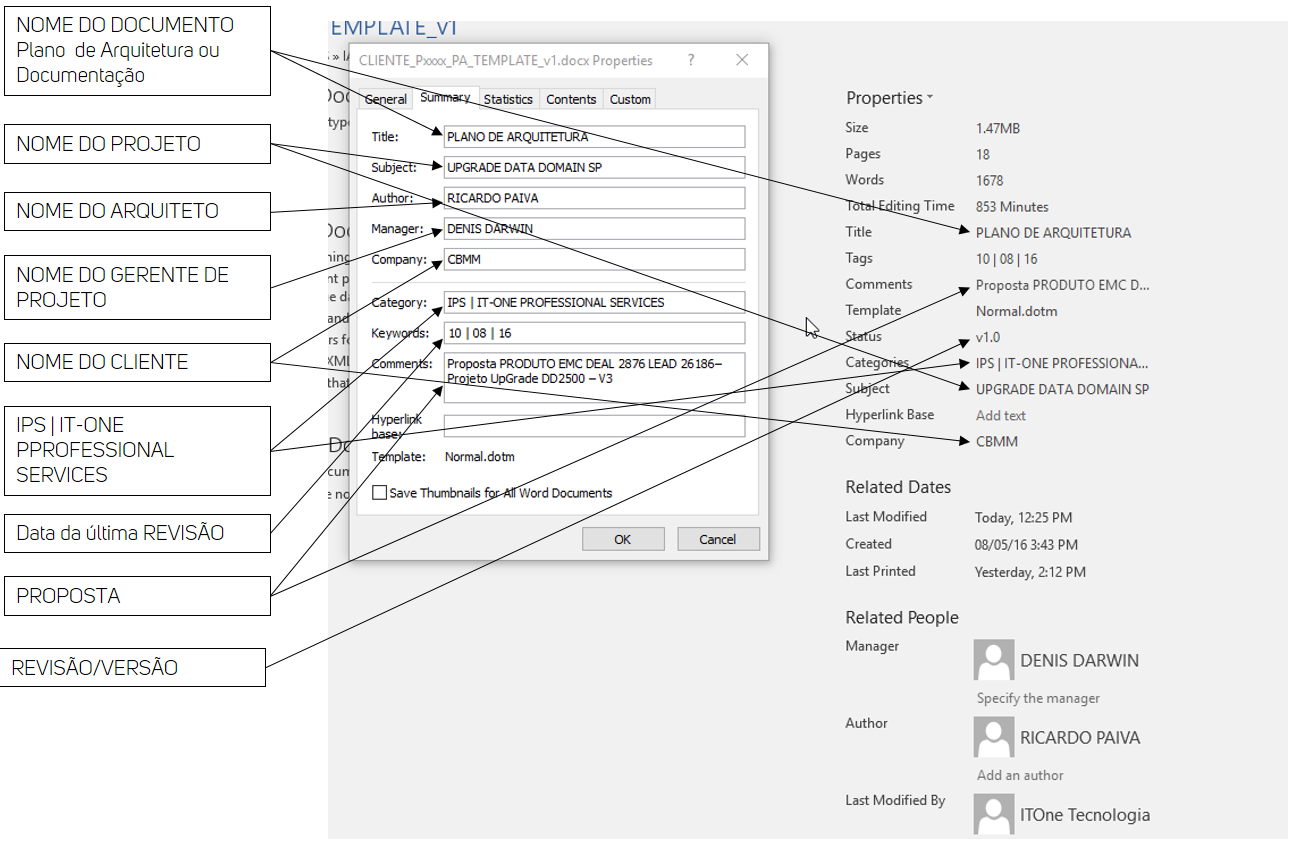 NOME DO DOCUMENTO
Plano de Arquitetura ou
Documentação
NOME DO PROJETO
NOME DO ARQUITETO
NOME DO GERENTE DE
PROJETO
NOME DO CLIENTE
IPS | IT-ONE
PPROFESSIONAL
SERVICES
Data da última REVISÃO
PROPOSTA
REVISÃO/VERSÃO
EMPLATE_v1
CLIENTE_Pxxxx_PA_TEMPLATE_v1.docx Properties ?
General Summary Statistics Contents Custom
Title: PLANO DE ARQUITETURA
Subject: UPGRADE DATA DOMAIN SP
Author: RICARDO PAIVA
Manager: DENIS DARWIN
Company: CBMM
Category: IPS | IT-ONE PROFESSIONAL SERVICES
Keywords: 10 | 08 | 16
Comments: Proposta PRODUTO EMC DEAL 2876 LEAD 26186–
Projeto UpGrade DD2500 – V3
Hyperlink
base:
Template: Normal.dotm
Save Thumbnails for All Word Documents
OK Cancel
Properties
Size 1.47MB
Pages 18
Words 1678
Total Editing Time 853 Minutes
Title PLANO DE ARQUITETURA
Tags 10 | 08 | 16
Comments Proposta PRODUTO EMC D...
Template Normal.dotm
Status v1.0
Categories IPS | IT-ONE PROFESSIONA...
Subject UPGRADE DATA DOMAIN SP
Hyperlink Base Add text
Company CBMM
Related Dates
Last Modified Today, 12:25 PM
Created 08/05/16 3:43 PM
Last Printed Yesterday, 2:12 PM
Related People
Manager DENIS DARWIN
Specify the manager
Author RICARDO PAIVA
Add an author
Last Modified By ITOne Tecnologia